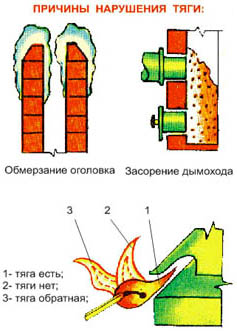 ПРИЧИНЫ НАРУШЕНИЯ ТЯГИ:
Обмерзание оголовка
Засорение дымохода
3
2
1
1- тяга есть;
2- тяги нет;
3- тяга обратная;